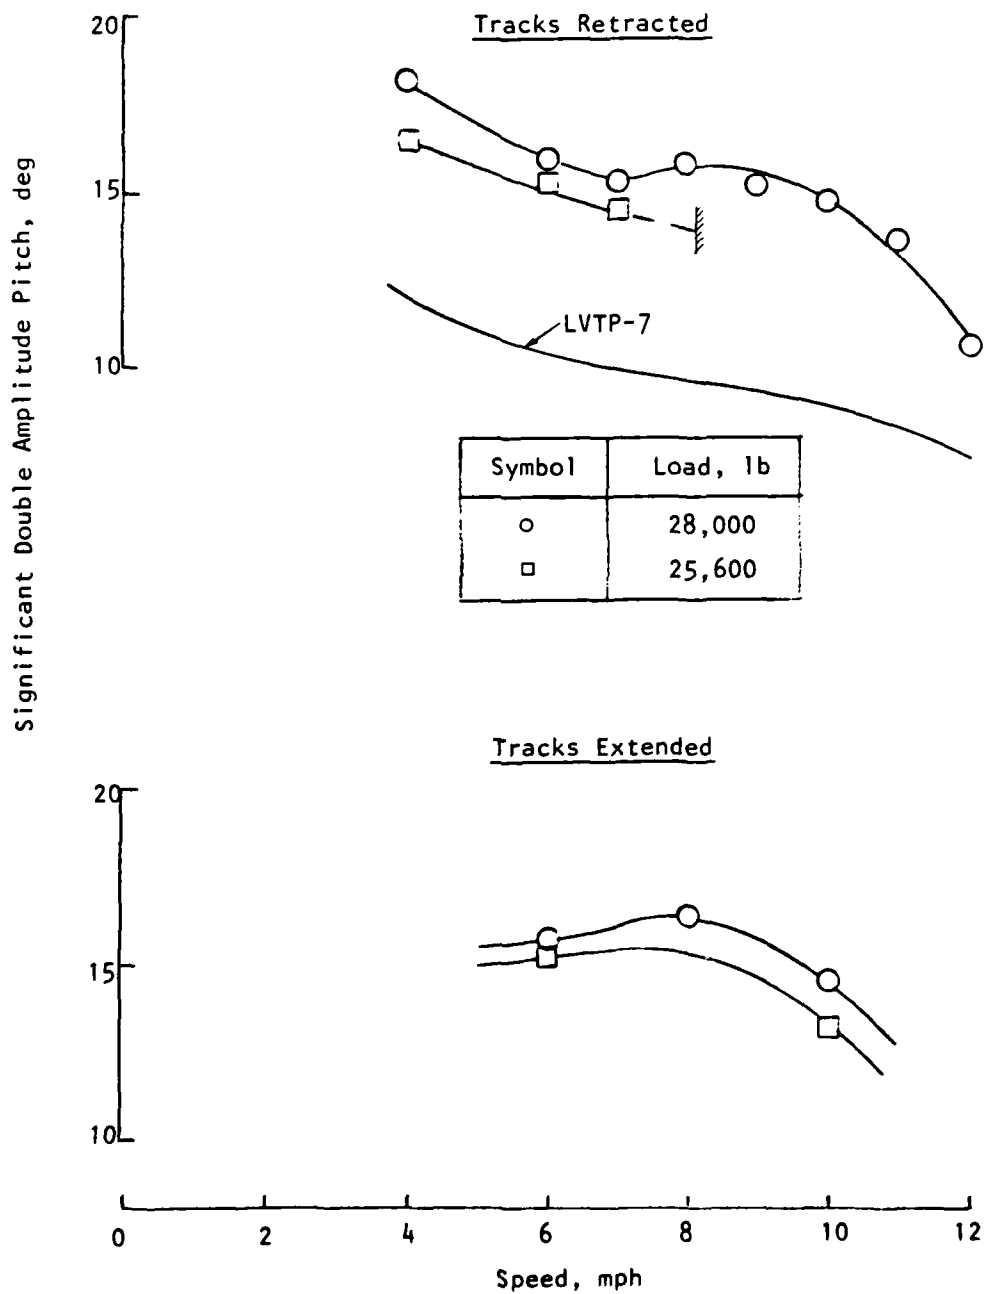 Tracks Retracted
Significant Double Amplitude Pitch, deg
20
15
10
LVTP-7
Symbol Load, lb
○ 28,000
□ 25,600
Tracks Extended
20
15
10
0 2 4 6 8 10 12
Speed, mph